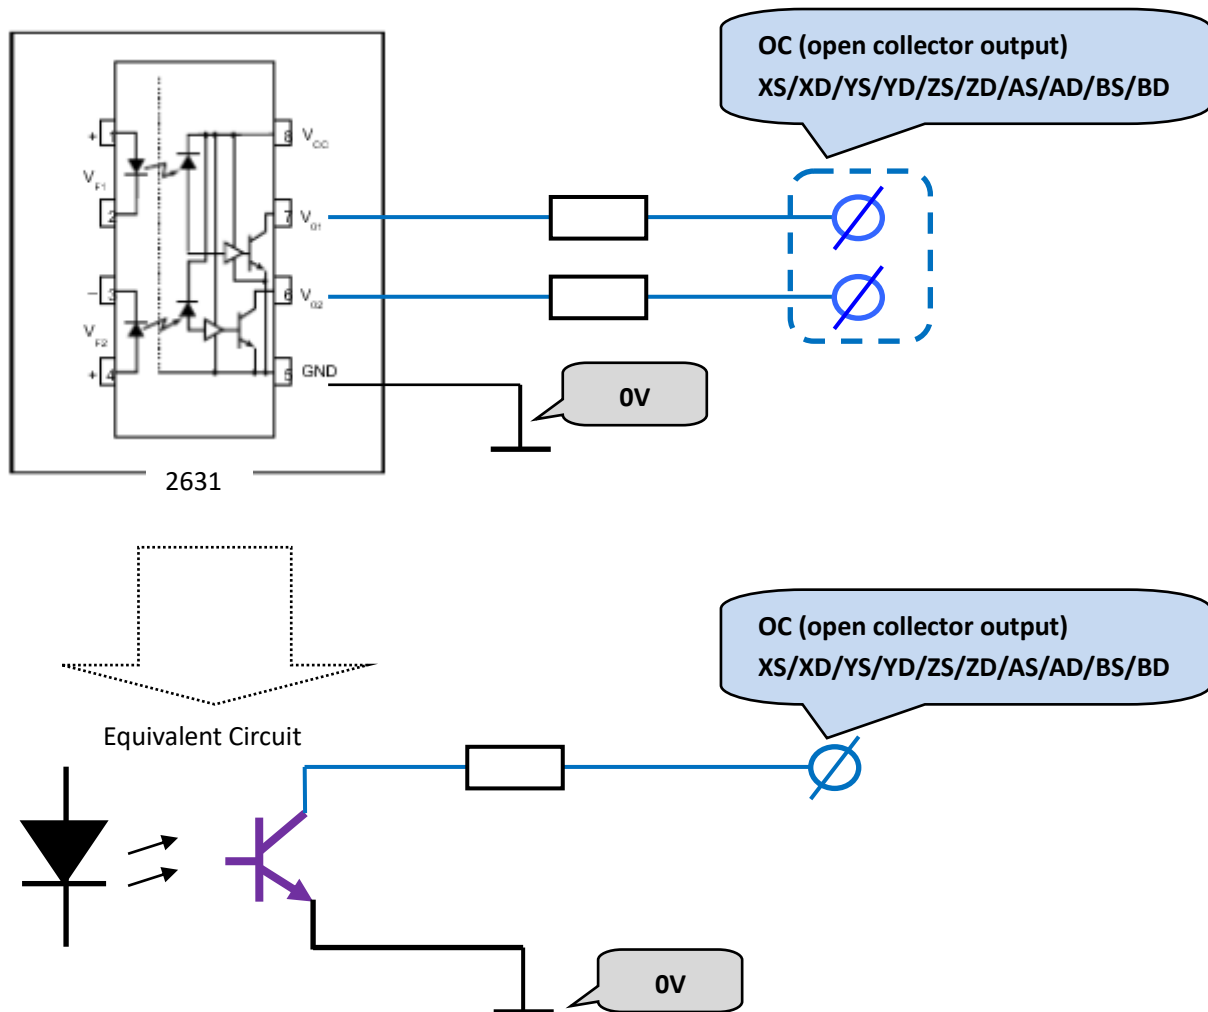 OC (open collector output)
XS/XD/YS/YD/ZS/ZD/AS/AD/BS/BD
+ 1
8 VCC
VF1
2
7 VO1
− 3
6 VO2
VF2
+ 4
5 GND
0V
2631
OC (open collector output)
XS/XD/YS/YD/ZS/ZD/AS/AD/BS/BD
Equivalent Circuit
0V